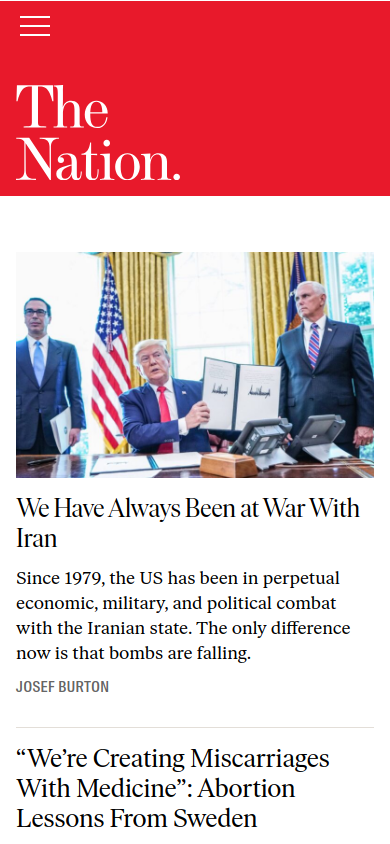 The
Nation.
We Have Always Been at War With
Iran
Since 1979, the US has been in perpetual
economic, military, and political combat
with the Iranian state. The only difference
now is that bombs are falling.
JOSEF BURTON
“We’re Creating Miscarriages
With Medicine”: Abortion
Lessons From Sweden